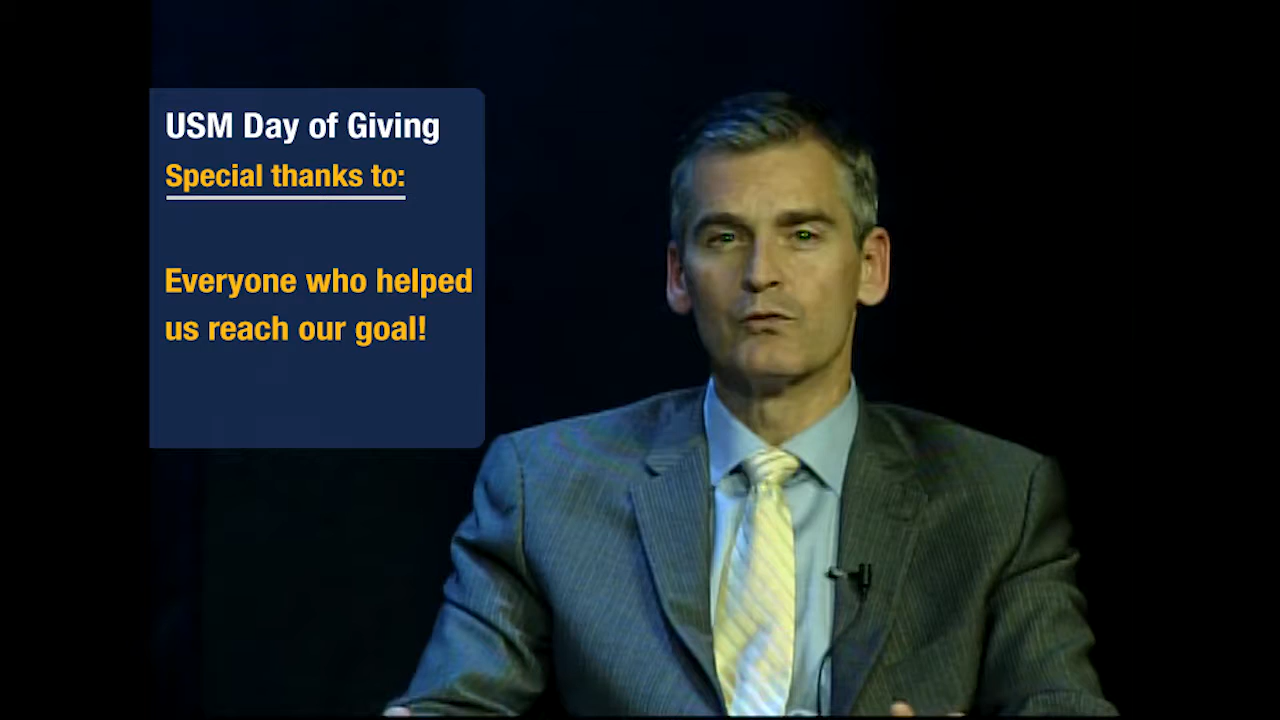 USM Day of Giving
Special thanks to:
Everyone who helped
us reach our goal!